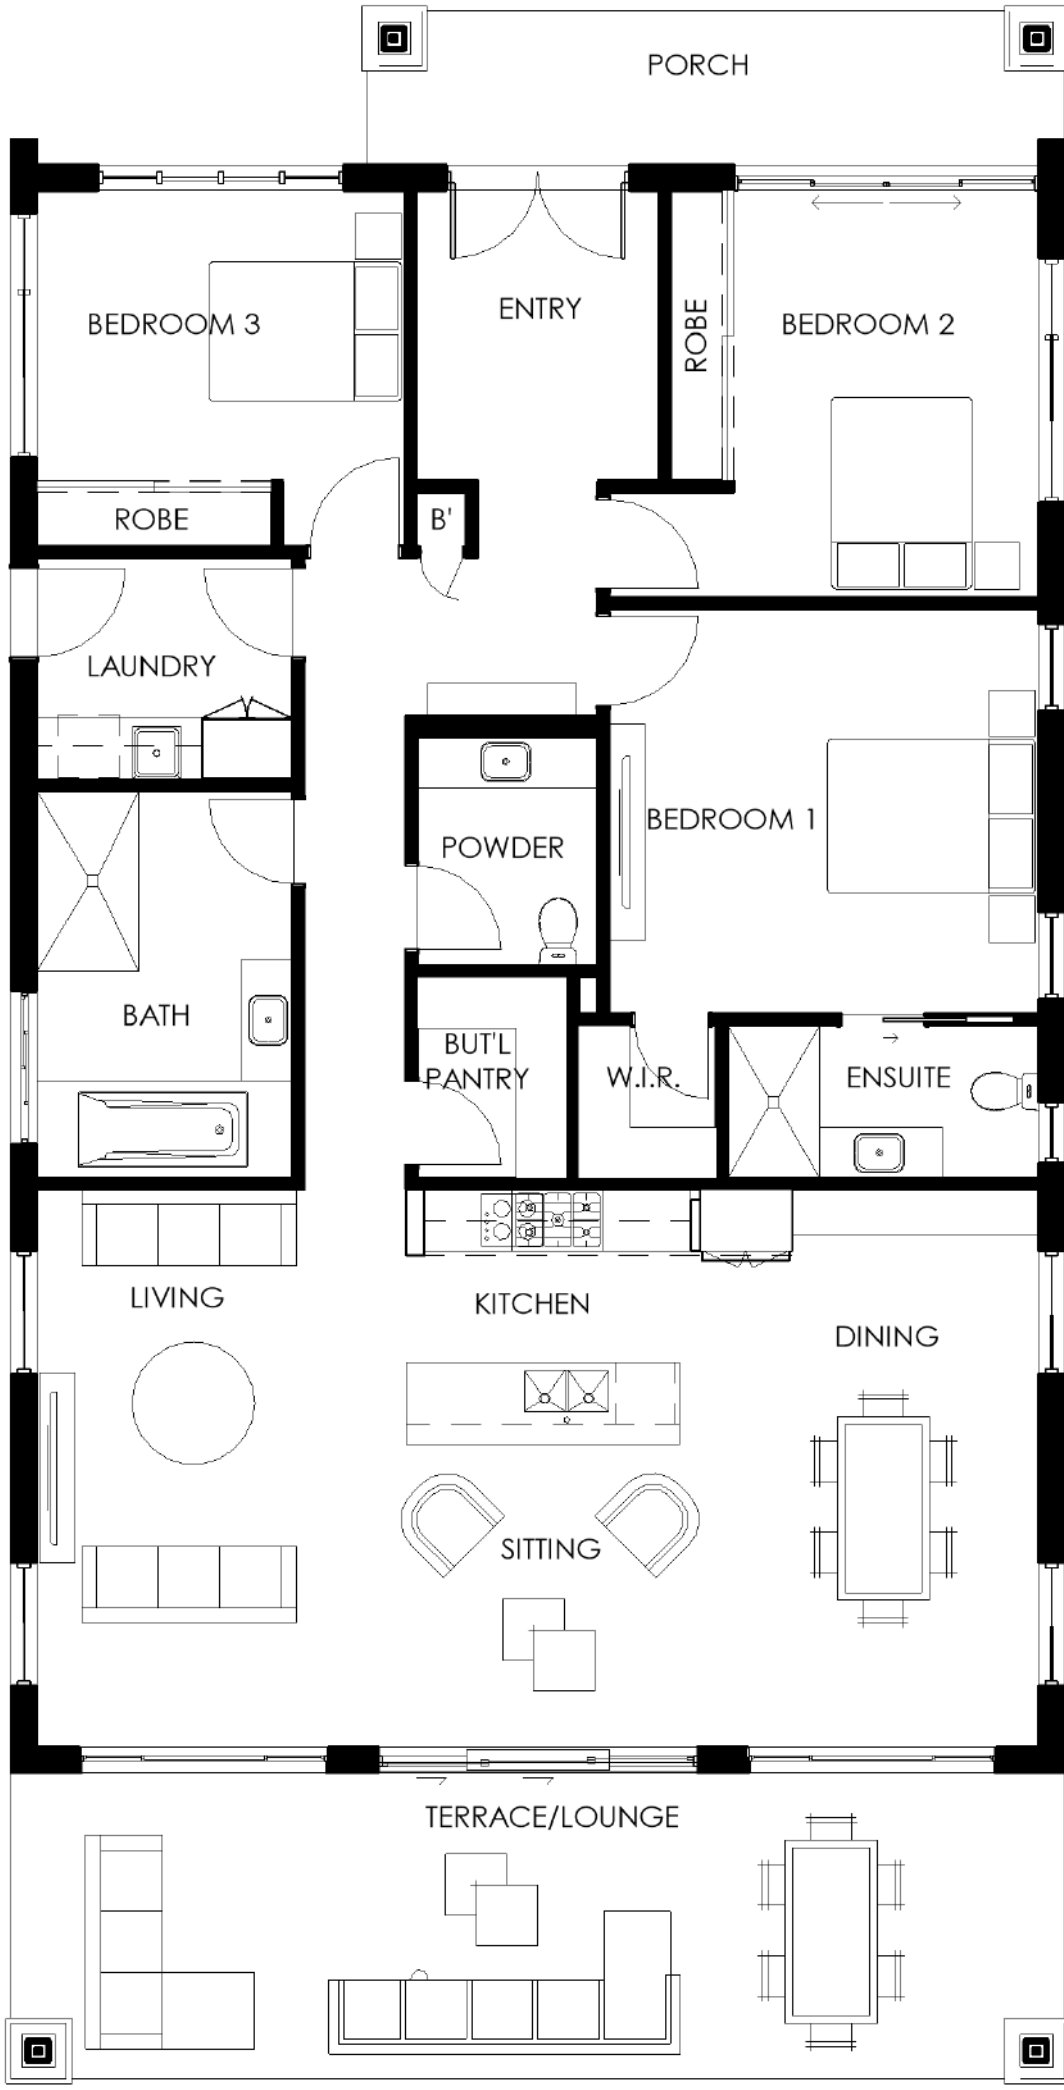 PORCH
ENTRY
BEDROOM 3
ROBE
BEDROOM 2
ROBE
B'
LAUNDRY
BEDROOM 1
POWDER
BATH
BUT'L
PANTRY
W.I.R.
ENSUITE
LIVING
KITCHEN
DINING
SITTING
TERRACE/LOUNGE